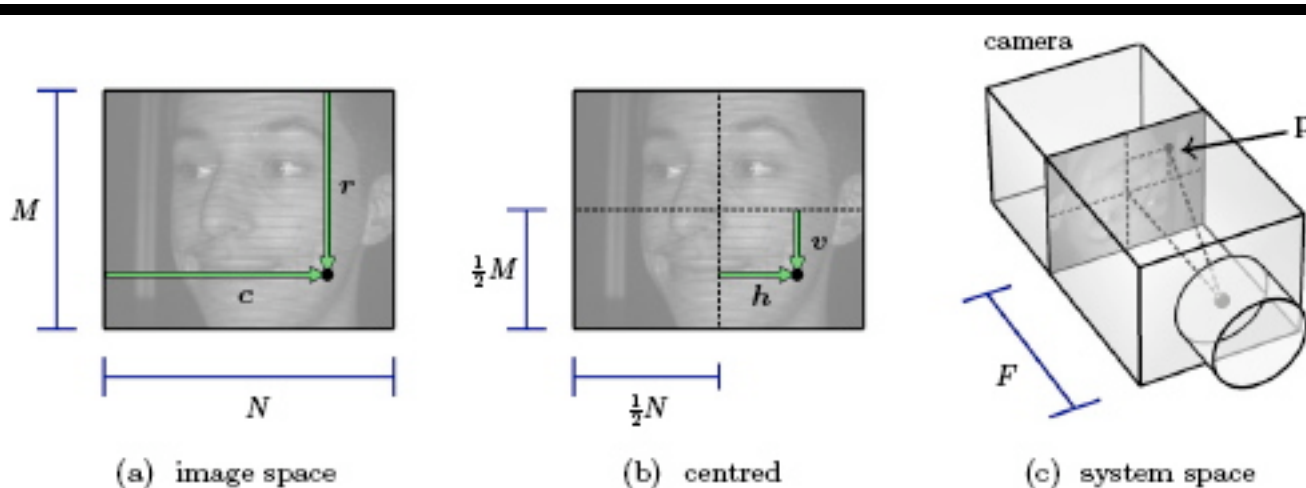 camera
P
M
r
c
N
½M
v
h
½N
F
(a) image space
(b) centred
(c) system space